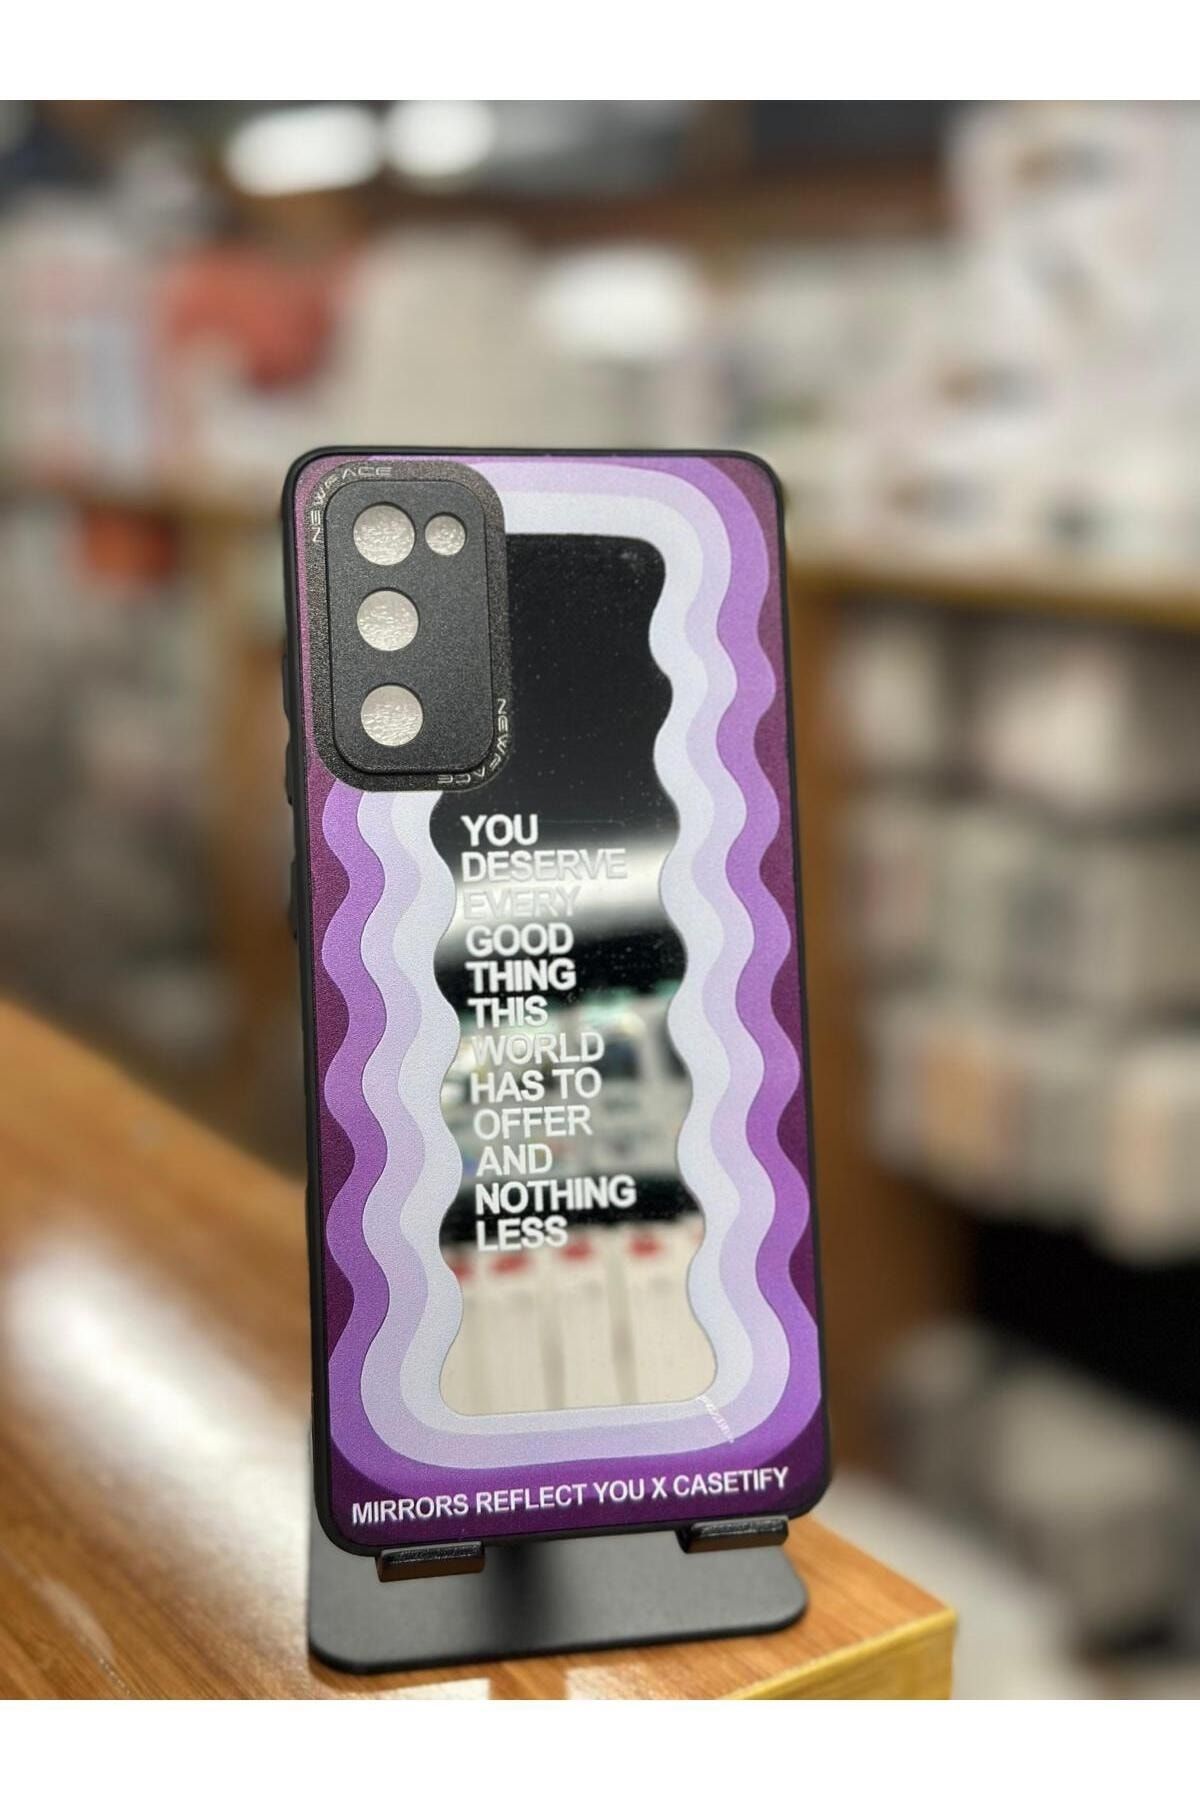 NEWFACE
NEWFACE
NEWFACE
YOU
DESERVE
EVERY
GOOD
THING
THIS
WORLD
HAS TO
OFFER
AND
NOTHING
LESS
MIRRORS REFLECT YOU X CASETIFY